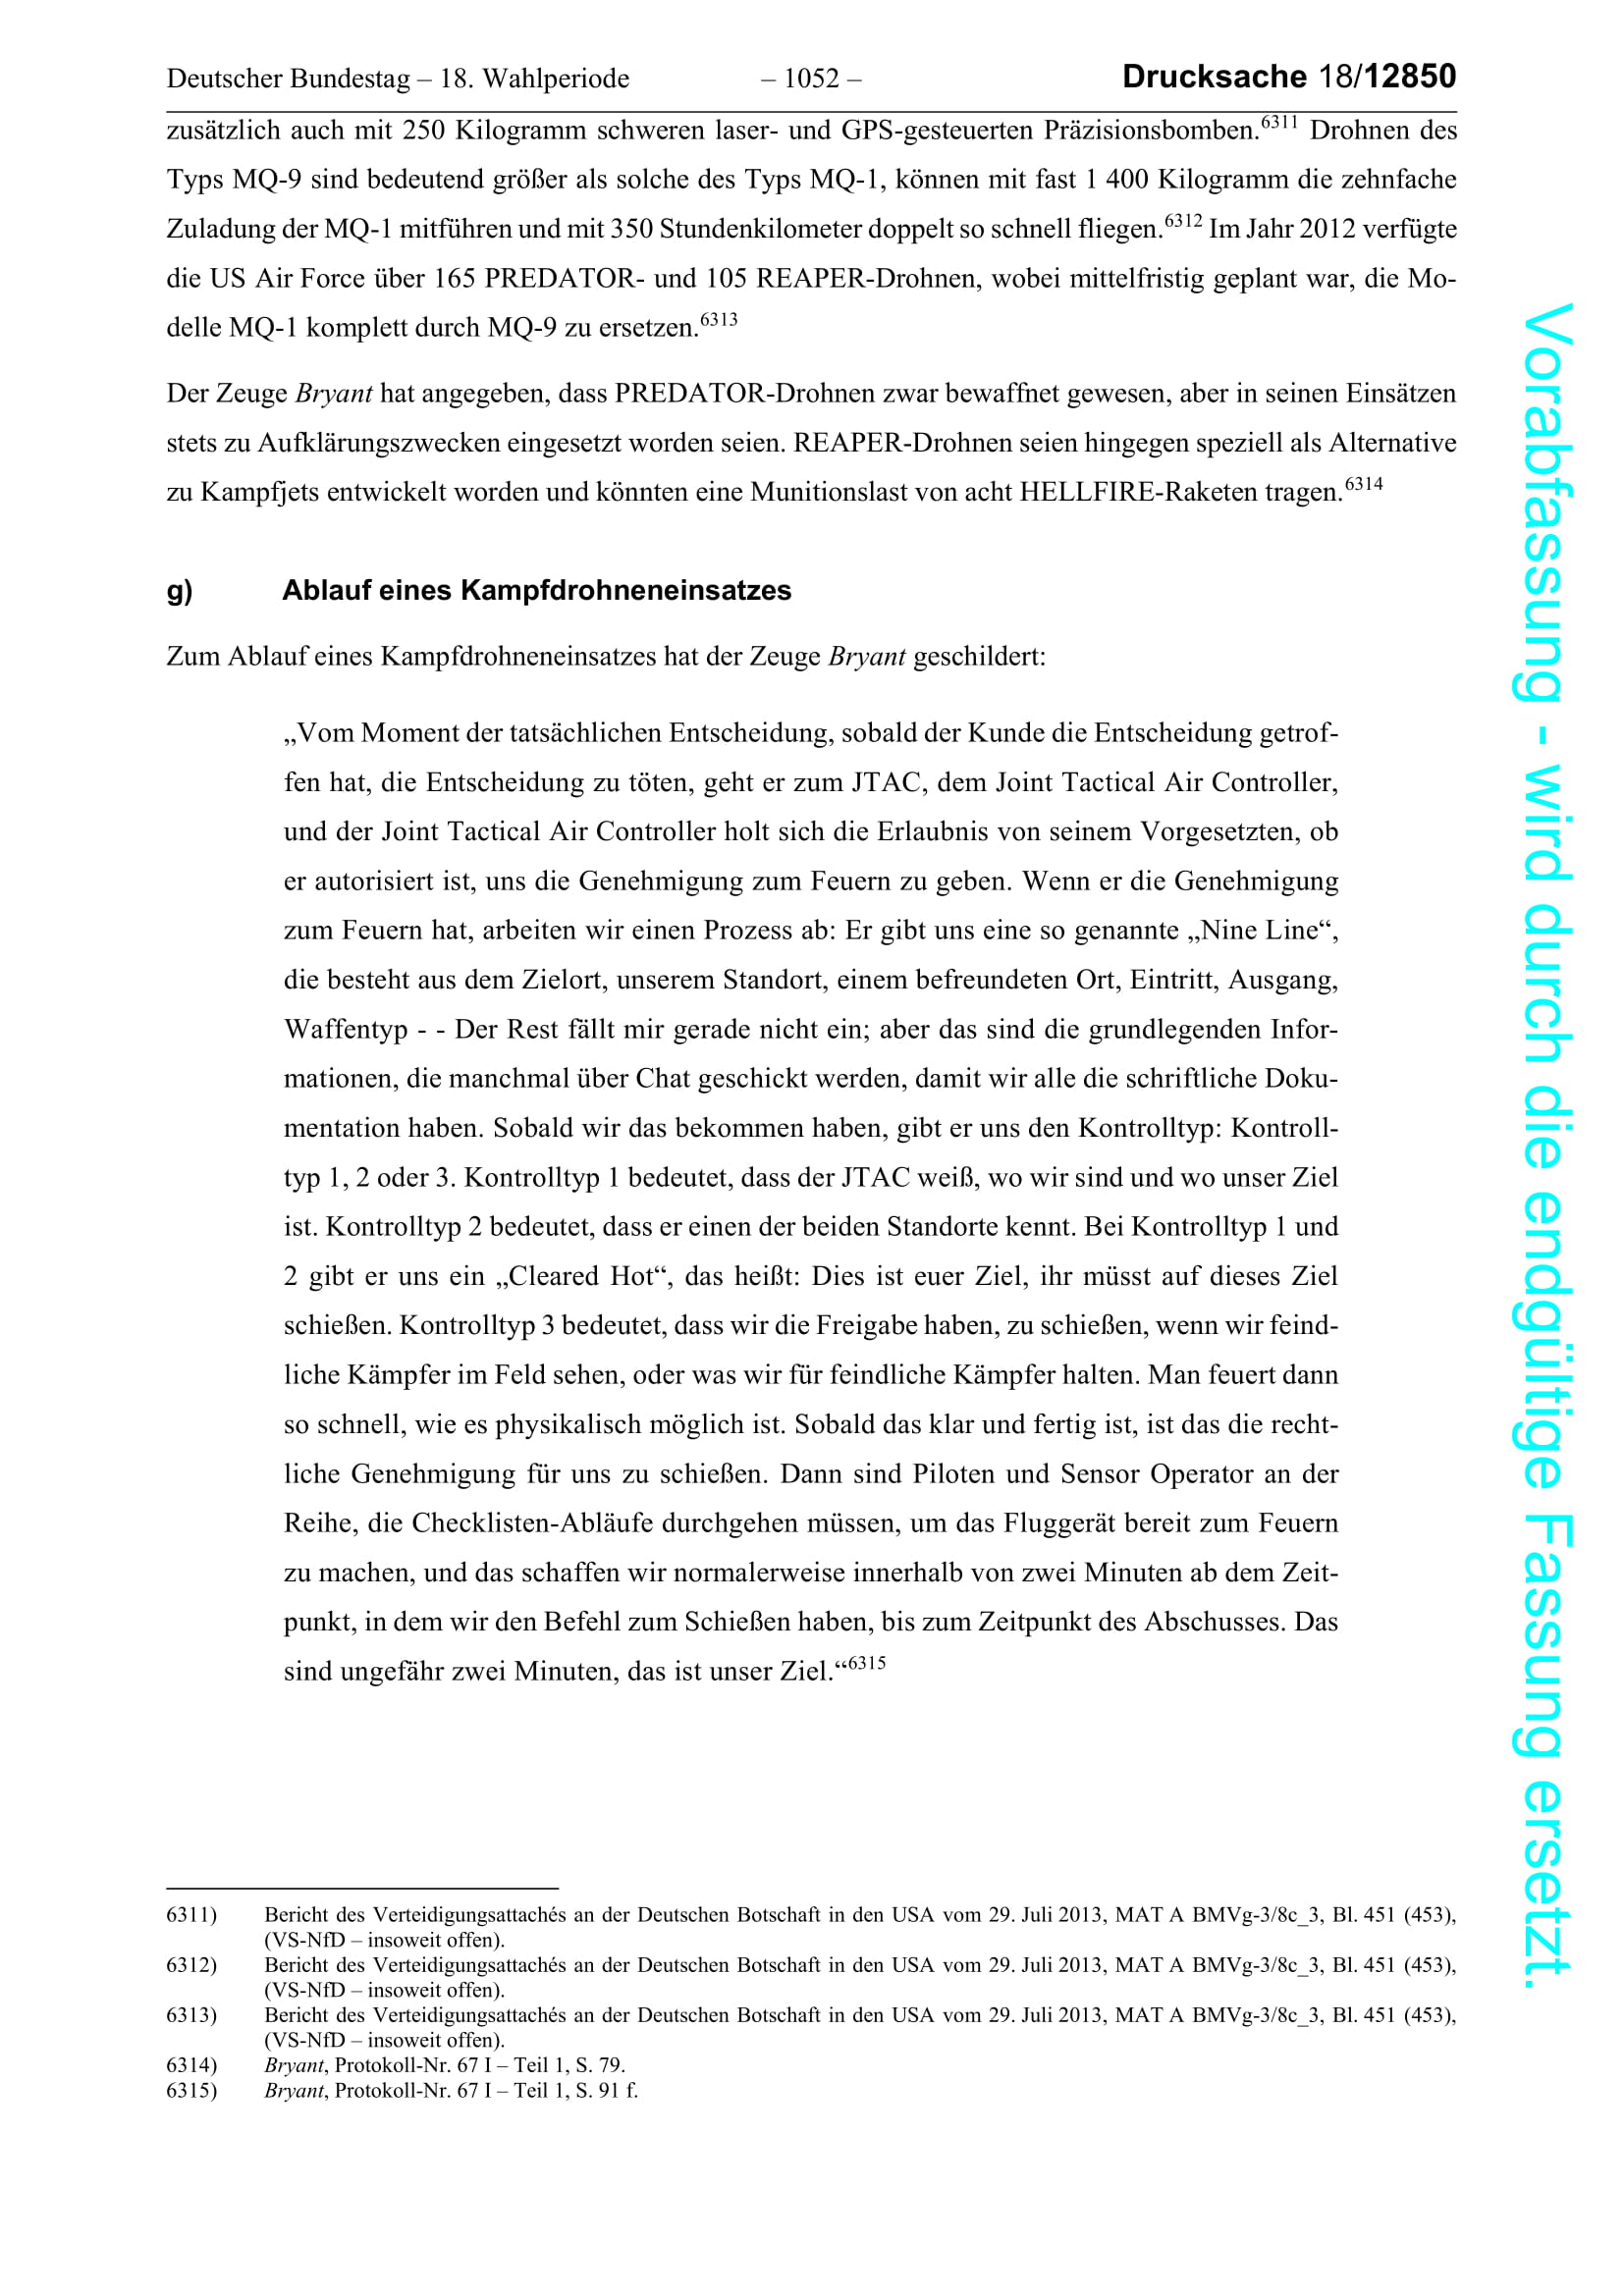 Deutscher Bundestag – 18. Wahlperiode – 1052 – Drucksache 18/12850
zusätzlich auch mit 250 Kilogramm schweren laser- und GPS-gesteuerten Präzisionsbomben.6311 Drohnen des
Typs MQ-9 sind bedeutend größer als solche des Typs MQ-1, können mit fast 1 400 Kilogramm die zehnfache
Zuladung der MQ-1 mitführen und mit 350 Stundenkilometer doppelt so schnell fliegen.6312 Im Jahr 2012 verfügte
die US Air Force über 165 PREDATOR- und 105 REAPER-Drohnen, wobei mittelfristig geplant war, die Mo-
delle MQ-1 komplett durch MQ-9 zu ersetzen.6313
Der Zeuge Bryant hat angegeben, dass PREDATOR-Drohnen zwar bewaffnet gewesen, aber in seinen Einsätzen
stets zu Aufklärungszwecken eingesetzt worden seien. REAPER-Drohnen seien hingegen speziell als Alternative
zu Kampfjets entwickelt worden und könnten eine Munitionslast von acht HELLFIRE-Raketen tragen.6314
g) Ablauf eines Kampfdrohneneinsatzes
Zum Ablauf eines Kampfdrohneneinsatzes hat der Zeuge Bryant geschildert:
„Vom Moment der tatsächlichen Entscheidung, sobald der Kunde die Entscheidung getrof-
fen hat, die Entscheidung zu töten, geht er zum JTAC, dem Joint Tactical Air Controller,
und der Joint Tactical Air Controller holt sich die Erlaubnis von seinem Vorgesetzten, ob
er autorisiert ist, uns die Genehmigung zum Feuern zu geben. Wenn er die Genehmigung
zum Feuern hat, arbeiten wir einen Prozess ab: Er gibt uns eine so genannte „Nine Line“,
die besteht aus dem Zielort, unserem Standort, einem befreundeten Ort, Eintritt, Ausgang,
Waffentyp - - Der Rest fällt mir gerade nicht ein; aber das sind die grundlegenden Infor-
mationen, die manchmal über Chat geschickt werden, damit wir alle die schriftliche Doku-
mentation haben. Sobald wir das bekommen haben, gibt er uns den Kontrolltyp: Kontroll-
typ 1, 2 oder 3. Kontrolltyp 1 bedeutet, dass der JTAC weiß, wo wir sind und wo unser Ziel
ist. Kontrolltyp 2 bedeutet, dass er einen der beiden Standorte kennt. Bei Kontrolltyp 1 und
2 gibt er uns ein „Cleared Hot“, das heißt: Dies ist euer Ziel, ihr müsst auf dieses Ziel
schießen. Kontrolltyp 3 bedeutet, dass wir die Freigabe haben, zu schießen, wenn wir feind-
liche Kämpfer im Feld sehen, oder was wir für feindliche Kämpfer halten. Man feuert dann
so schnell, wie es physikalisch möglich ist. Sobald das klar und fertig ist, ist das die recht-
liche Genehmigung für uns zu schießen. Dann sind Piloten und Sensor Operator an der
Reihe, die Checklisten-Abläufe durchgehen müssen, um das Fluggerät bereit zum Feuern
zu machen, und das schaffen wir normalerweise innerhalb von zwei Minuten ab dem Zeit-
punkt, in dem wir den Befehl zum Schießen haben, bis zum Zeitpunkt des Abschusses. Das
sind ungefähr zwei Minuten, das ist unser Ziel.“6315
6311) Bericht des Verteidigungsattachés an der Deutschen Botschaft in den USA vom 29. Juli 2013, MAT A BMVg-3/8c_3, Bl. 451 (453),
(VS-NfD – insoweit offen).
6312) Bericht des Verteidigungsattachés an der Deutschen Botschaft in den USA vom 29. Juli 2013, MAT A BMVg-3/8c_3, Bl. 451 (453),
(VS-NfD – insoweit offen).
6313) Bericht des Verteidigungsattachés an der Deutschen Botschaft in den USA vom 29. Juli 2013, MAT A BMVg-3/8c_3, Bl. 451 (453),
(VS-NfD – insoweit offen).
6314) Bryant, Protokoll-Nr. 67 I – Teil 1, S. 79.
6315) Bryant, Protokoll-Nr. 67 I – Teil 1, S. 91 f.
Vorabfassung - wird durch die endgültige Fassung ersetzt.